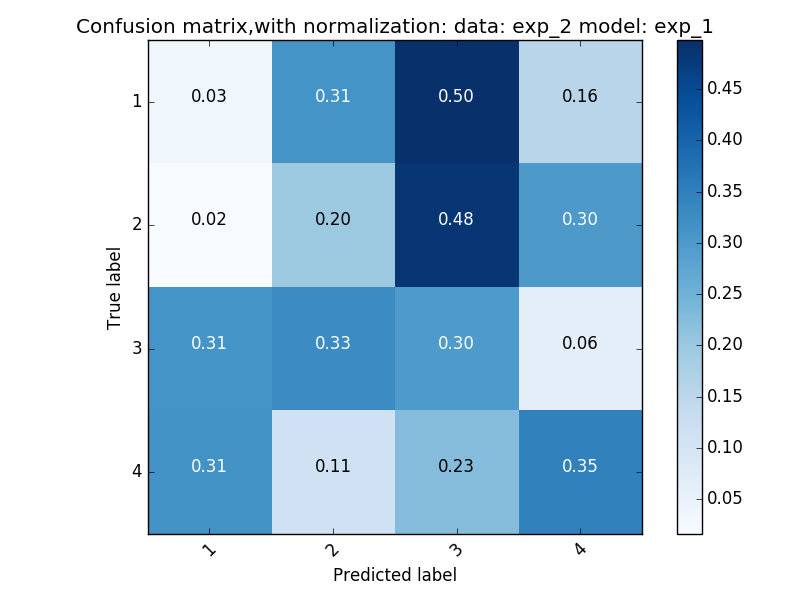 Confusion matrix,with normalization: data: exp_2 model: exp_1
1 0.03 0.31 0.50 0.16
2 0.02 0.20 0.48 0.30
3 0.31 0.33 0.30 0.06
4 0.31 0.11 0.23 0.35
1 2 3 4
True label
Predicted label
0.45
0.40
0.35
0.30
0.25
0.20
0.15
0.10
0.05